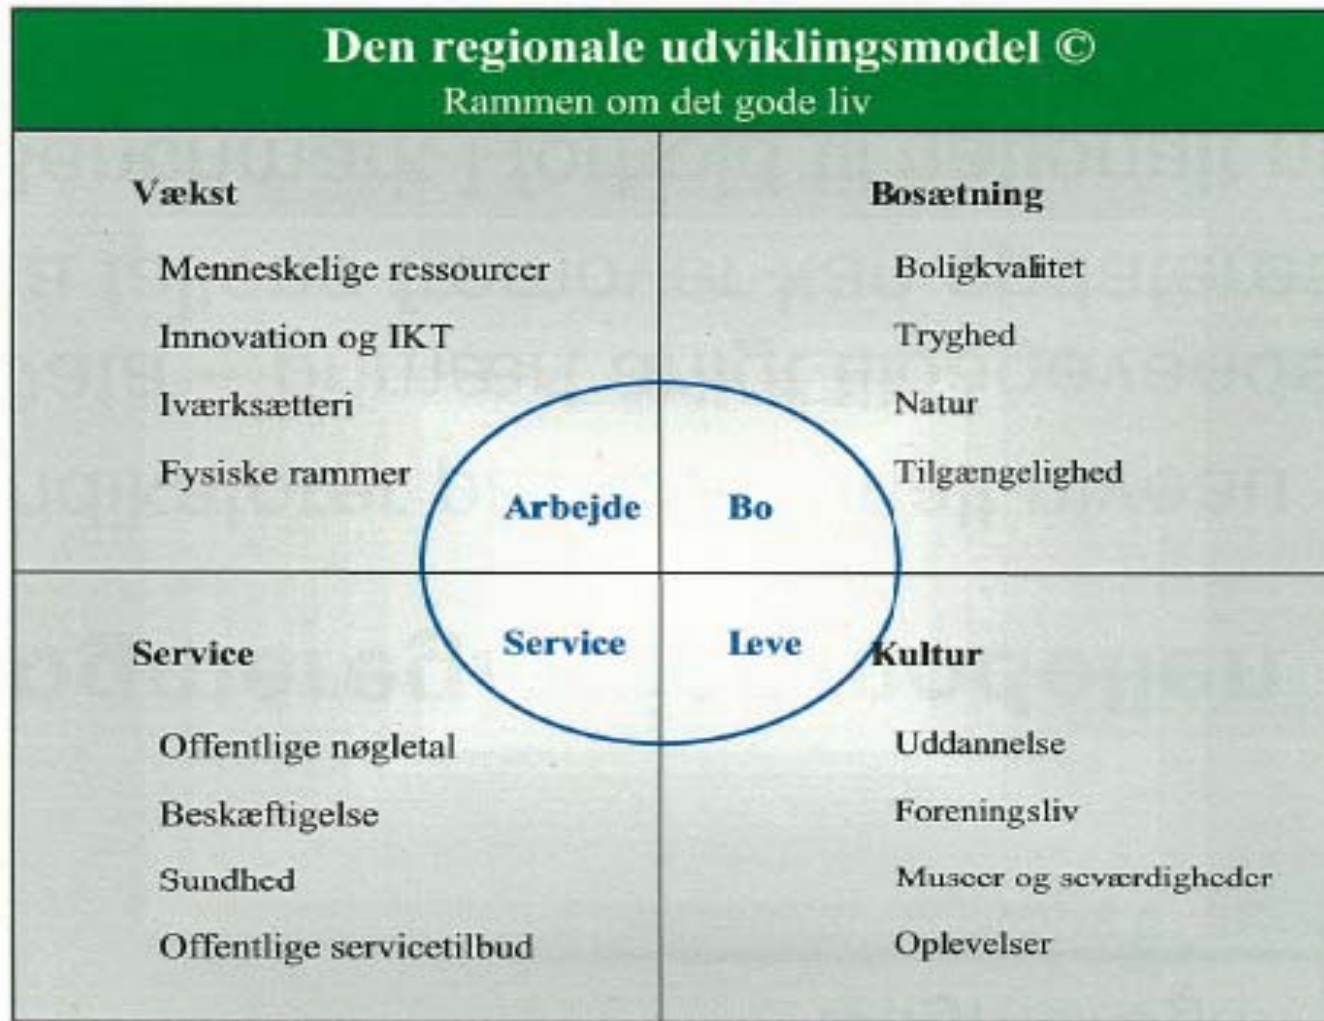 Den regionale udviklingsmodel ©
Rammen om det gode liv
Vækst
Menneskelige ressourcer
Innovation og IKT
Iværksætteri
Fysiske rammer
Arbejde
Bosætning
Boligkvalitet
Tryghed
Natur
Tilgængelighed
Bo
Service
Service
Offentlige nøgletal
Beskæftigelse
Sundhed
Offentlige servicetilbud
Leve
Kultur
Uddannelse
Foreningsliv
Museer og seværdigheder
Oplevelser